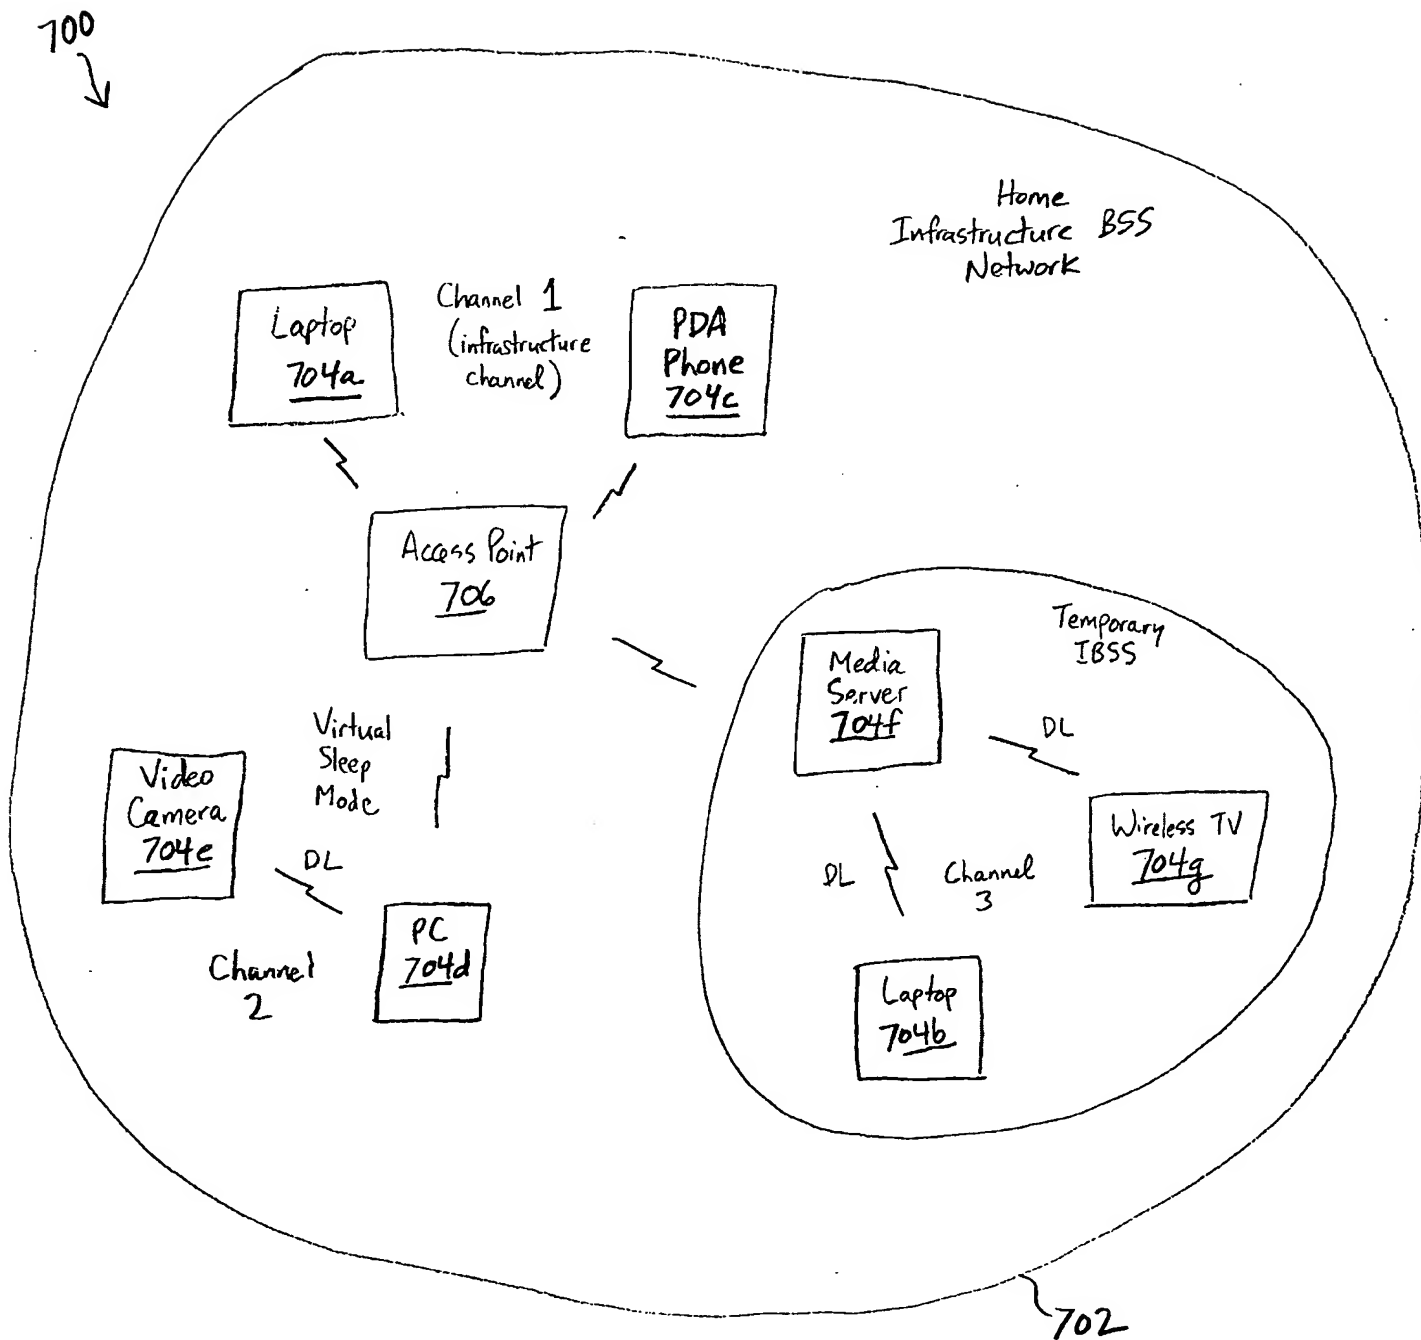 700
Home
Infrastructure BSS
Network
Laptop
704a
Channel 1
(infrastructure
channel)
PDA
Phone
704c
Access Point
706
Temporary
IBSS
Media
Server
704f
DL
Wireless TV
704g
DL
Channel
3
Laptop
704b
Virtual
Sleep
Mode
Video
Camera
704e
DL
PC
704d
Channel
2
702